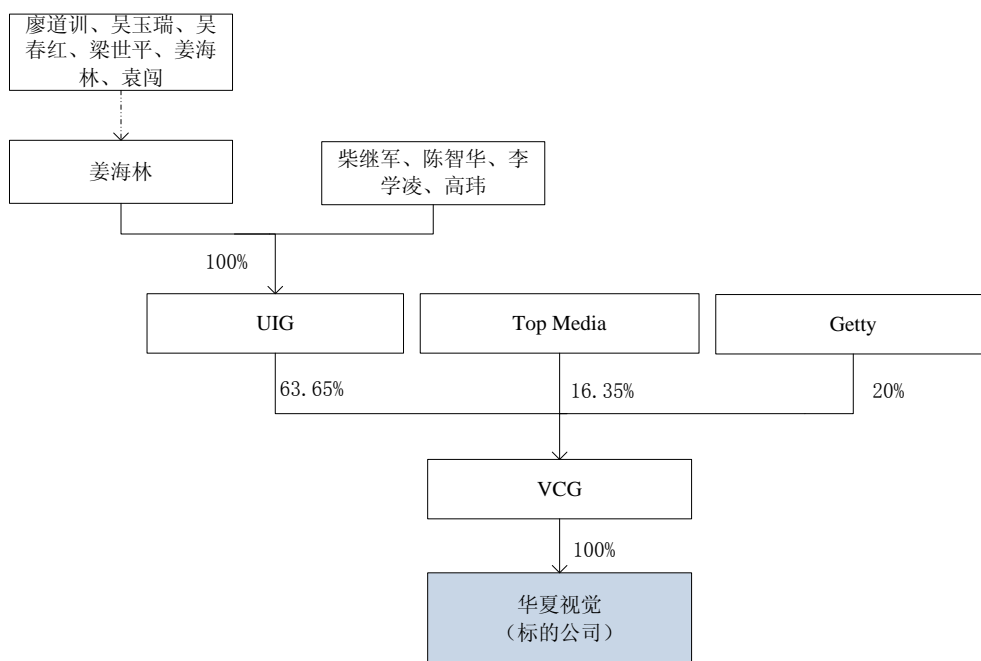 廖道训、吴玉瑞、吴
春红、梁世平、姜海
林、袁闯
姜海林
柴继军、陈智华、李
学凌、高玮
100%
UIG
Top Media
Getty
63.65%
16.35%
20%
VCG
100%
华夏视觉
（标的公司）